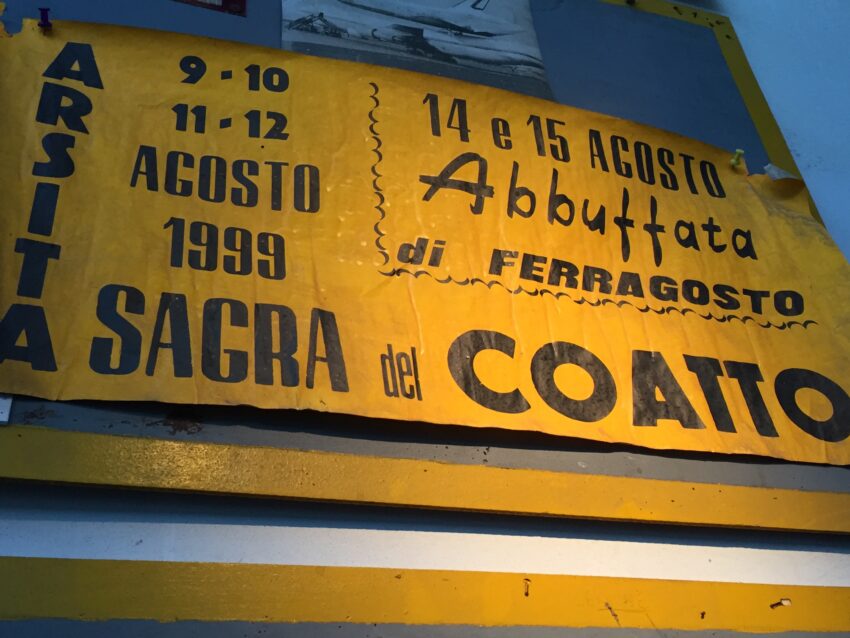 ARSITA
9 - 10
11 - 12
AGOSTO
1999
14 e 15 AGOSTO
Abbuffata
di FERRAGOSTO
SAGRA del COATTO